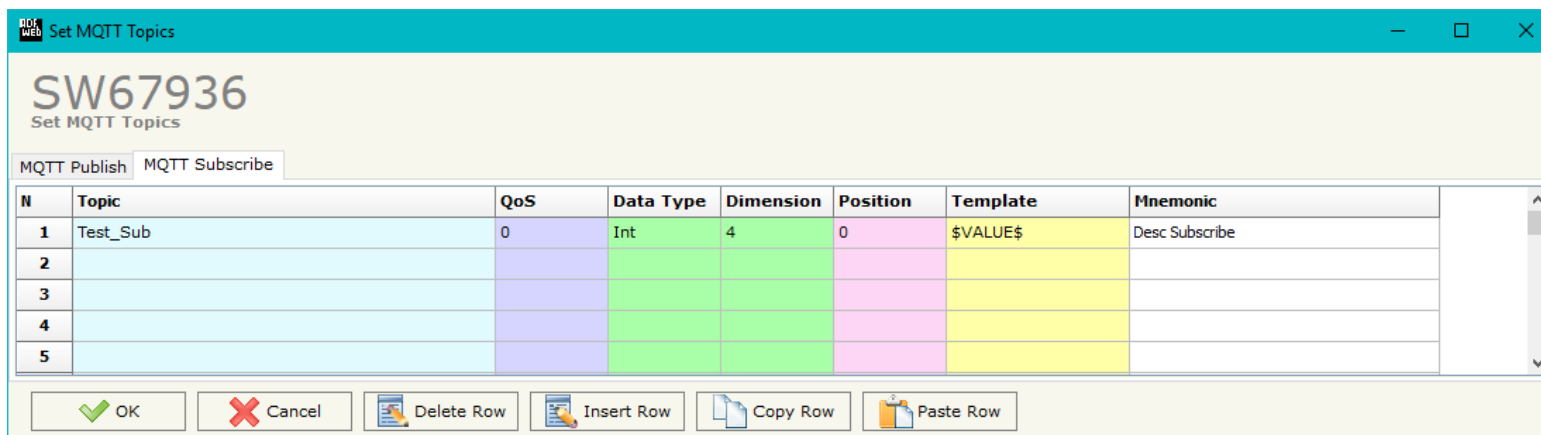 ADF WEB Set MQTT Topics
SW67936
Set MQTT Topics
MQTT Publish MQTT Subscribe
N Topic QoS Data Type Dimension Position Template Mnemonic
1 Test_Sub 0 Int 4 0 $VALUE$ Desc Subscribe
2
3
4
5
OK Cancel Delete Row Insert Row Copy Row Paste Row